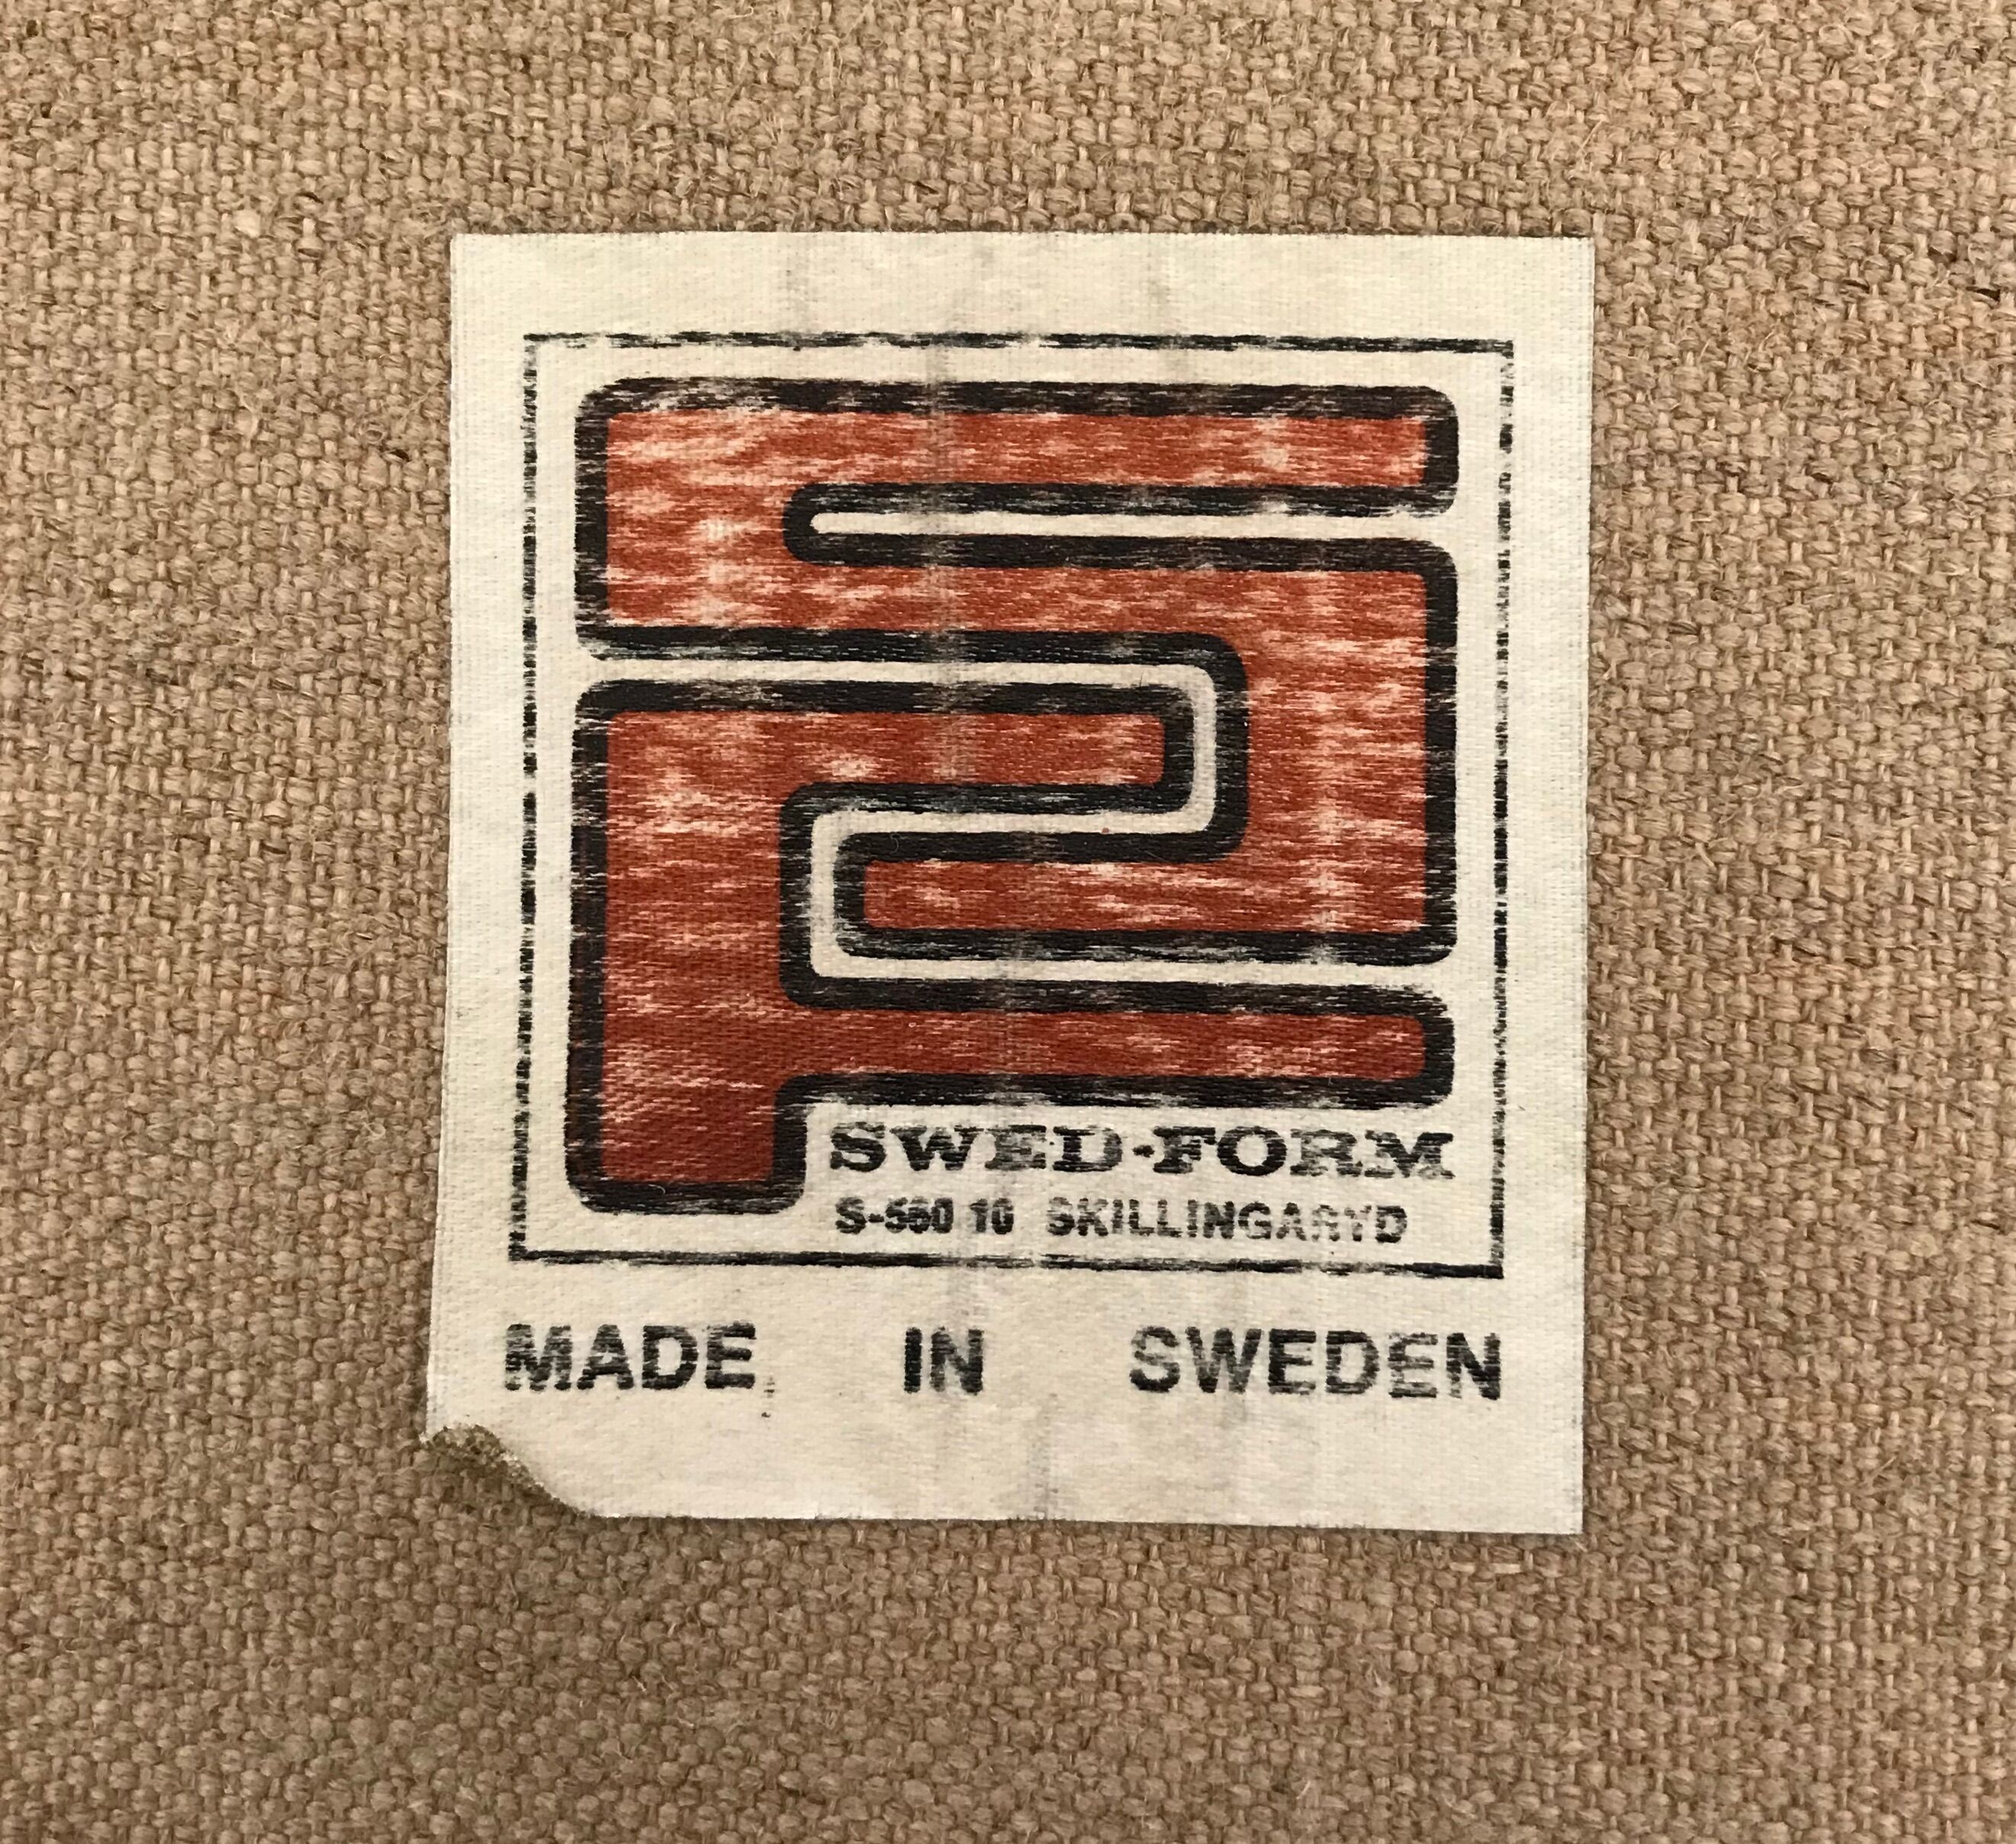 SWED-FORM
S-560 10 SKILLINGARYD
MADE IN SWEDEN